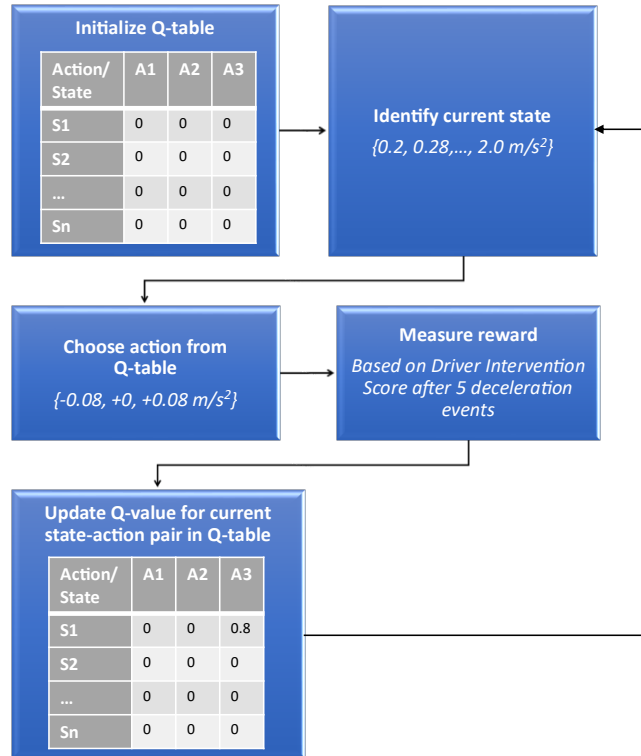 Initialize Q-table
Action/ A1 A2 A3
State
S1 0 0 0
S2 0 0 0
... 0 0 0
Sn 0 0 0
Identify current state
{0.2, 0.28,..., 2.0 m/s²}
Choose action from
Q-table
{-0.08, +0, +0.08 m/s²}
Measure reward
Based on Driver Intervention
Score after 5 deceleration
events
Update Q-value for current
state-action pair in Q-table
Action/ A1 A2 A3
State
S1 0 0 0.8
S2 0 0 0
... 0 0 0
Sn 0 0 0